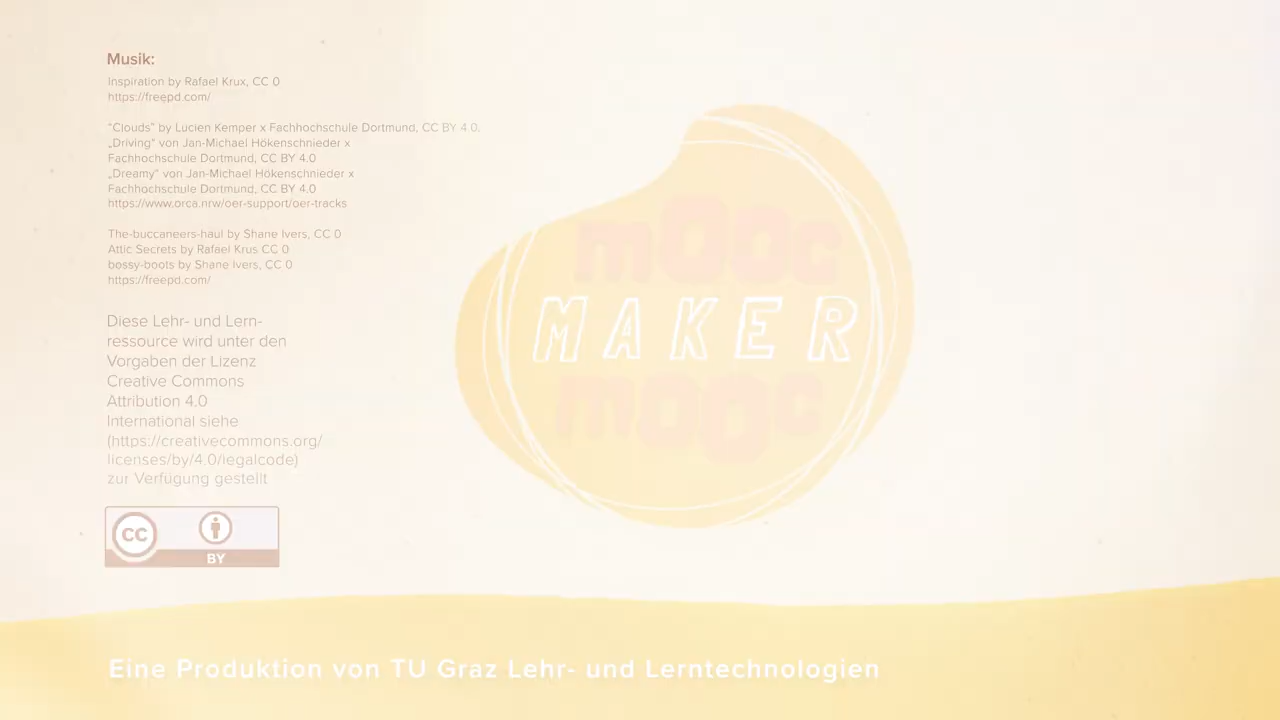 Musik:
Inspiration by Rafael Krux, CC 0
https://freepd.com/
"Clouds" by Lucien Kemper x Fachhochschule Dortmund, CC BY 4.0,
„Driving" von Jan-Michael Hökenschnieder x
Fachhochschule Dortmund, CC BY 4.0
„Dreamy" von Jan-Michael Hökenschnieder x
Fachhochschule Dortmund, CC BY 4.0
https://www.orca.nrw/oer-support/oer-tracks
The-buccaneers-haul by Shane Ivers, CC 0
Attic Secrets by Rafael Krus CC 0
bossy-boots by Shane Ivers, CC 0
https://freepd.com/
Diese Lehr- und Lern-
ressource wird unter den
Vorgaben der Lizenz
Creative Commons
Attribution 4.0
International siehe
(https://creativecommons.org/
licenses/by/4.0/legalcode)
zur Verfügung gestellt
CC
BY
mOOC
MAKER
mOOC
Eine Produktion von TU Graz Lehr- und Lerntechnologien